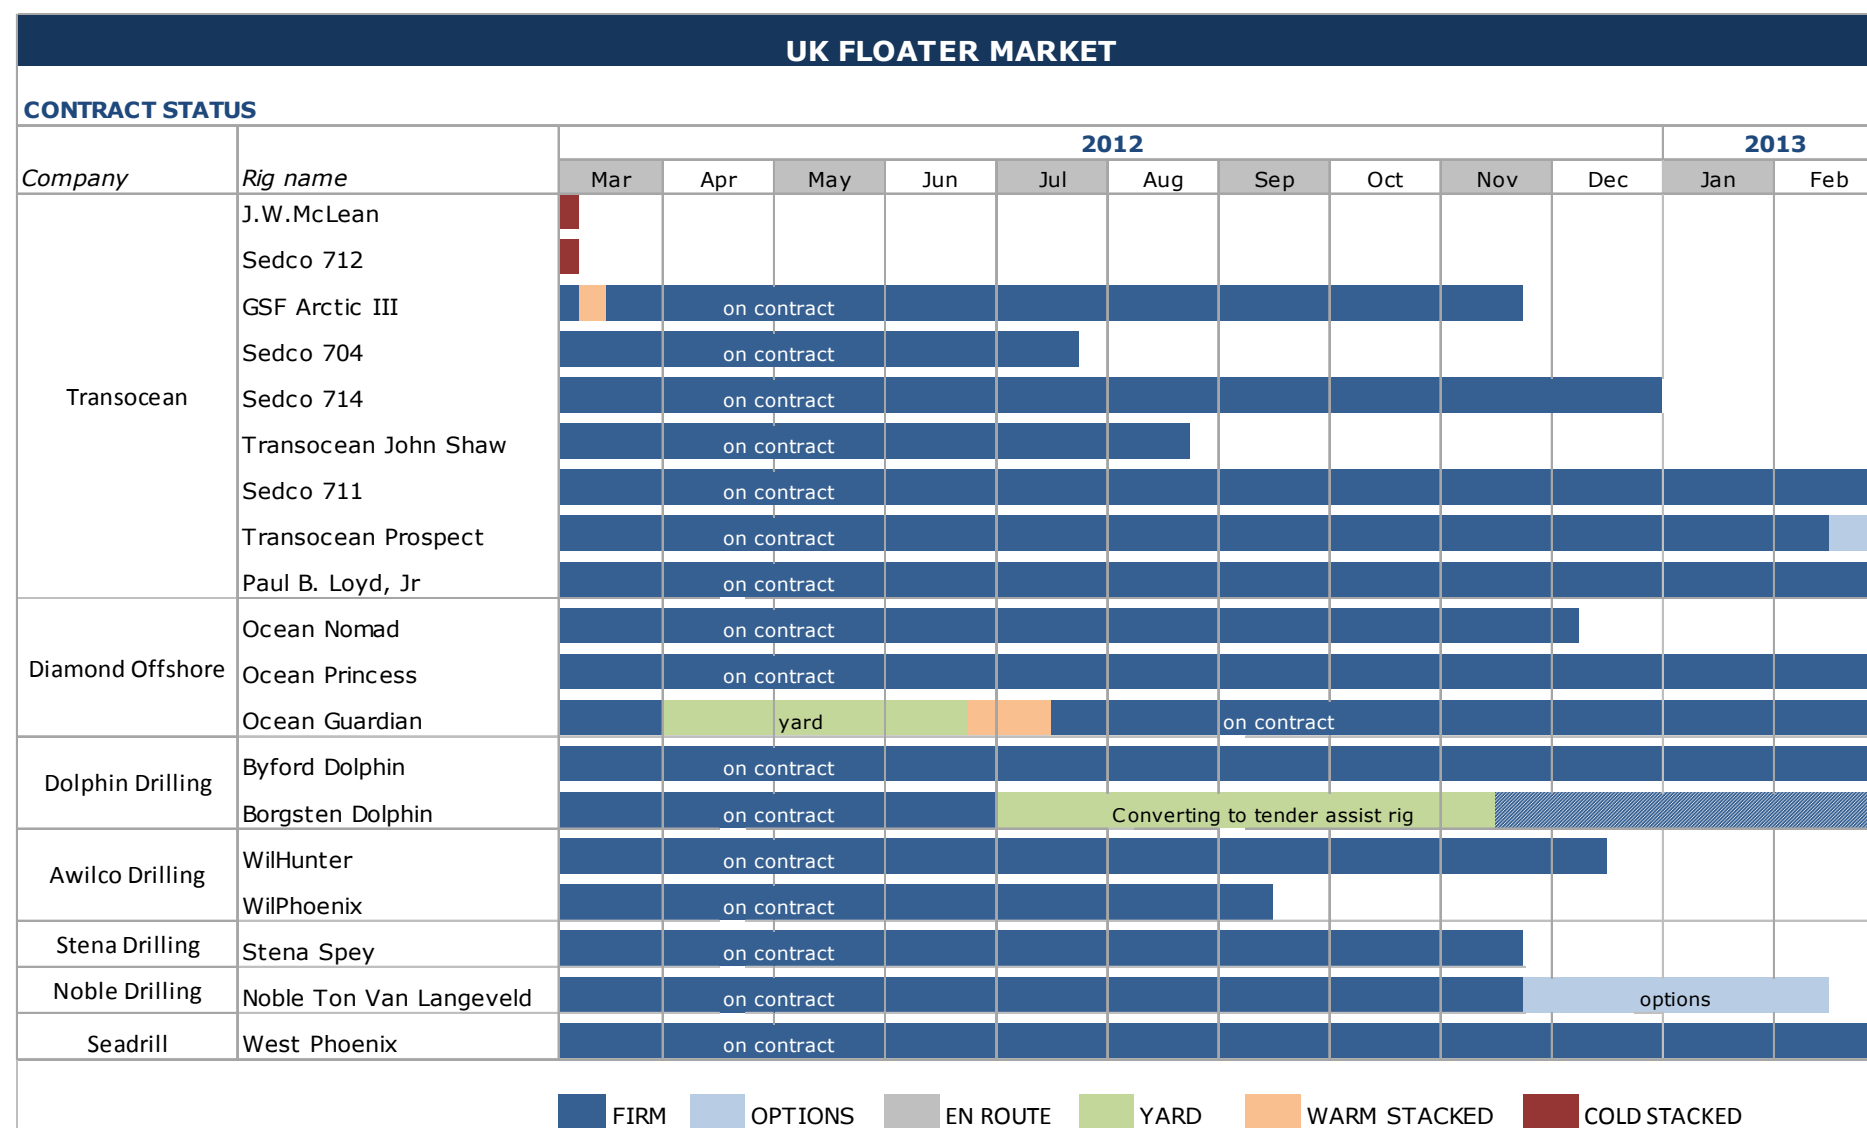 UK FLOATER MARKET
CONTRACT STATUS
2012 2013
Company Rig name Mar Apr May Jun Jul Aug Sep Oct Nov Dec Jan Feb
Transocean
J.W.McLean
Sedco 712
GSF Arctic III on contract
Sedco 704 on contract
Sedco 714 on contract
Transocean John Shaw on contract
Sedco 711 on contract
Transocean Prospect on contract
Paul B. Loyd, Jr on contract
Diamond Offshore
Ocean Nomad on contract
Ocean Princess on contract
Ocean Guardian yard on contract
Dolphin Drilling
Byford Dolphin on contract
Borgsten Dolphin on contract Converting to tender assist rig
Awilco Drilling
WilHunter on contract
WilPhoenix on contract
Stena Drilling Stena Spey on contract
Noble Drilling Noble Ton Van Langeveld on contract options
Seadrill West Phoenix on contract
FIRM OPTIONS EN ROUTE YARD WARM STACKED COLD STACKED